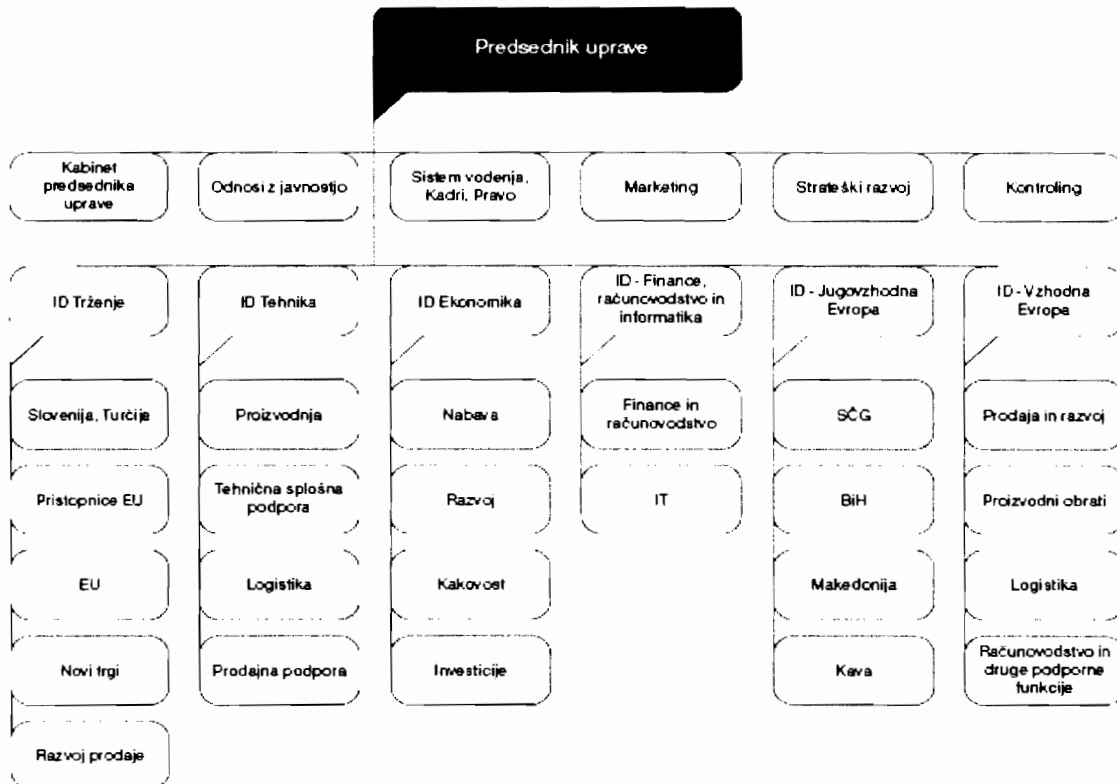 Predsednik uprave
Kabinet
predsednika
uprave
Odnosi z javnostjo
Sistem vodenja,
Kadri, Pravo
Marketing
Strateški razvoj
Kontroling
ID Trženje
ID Tehnika
ID Ekonomika
ID - Finance,
računovodstvo in
informatika
ID - Jugovzhodna
Evropa
ID - Vzhodna
Evropa
Slovenija, Turčija
Proizvodnja
Nabava
Finance in
računovodstvo
SČG
Prodaja in razvoj
Pristopnice EU
Tehnična splošna
podpora
Razvoj
IT
BiH
Proizvodni obrati
EU
Logistika
Kakovost
Makedonija
Logistika
Novi trgi
Prodajna podpora
Investicije
Kava
Računovodstvo in
druge podporne
funkcije
Razvoj prodaje